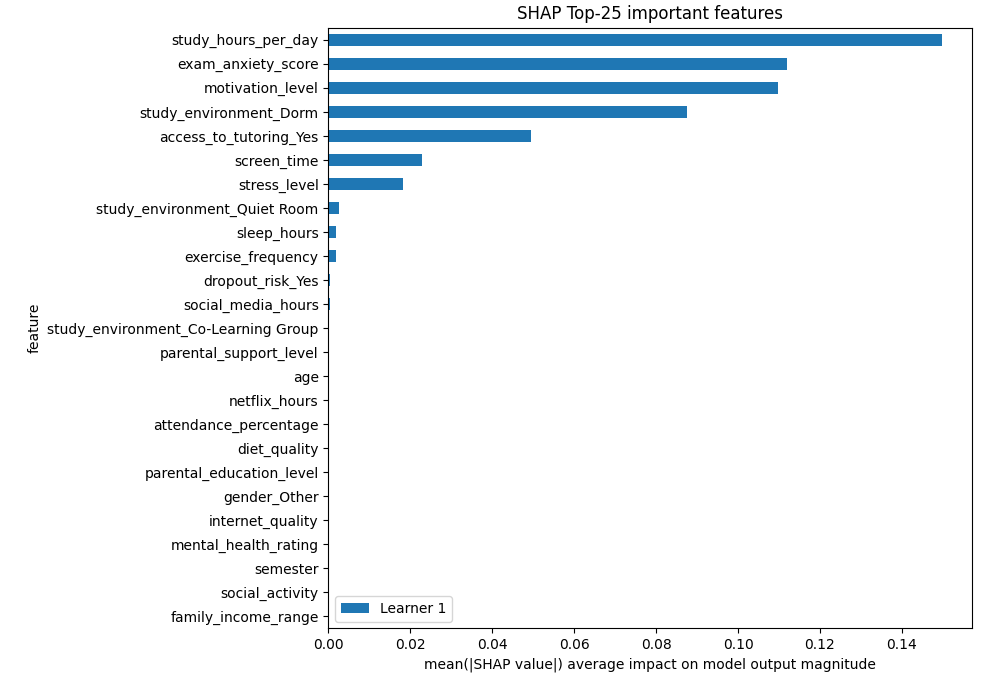 SHAP Top-25 important features
feature
study_hours_per_day
exam_anxiety_score
motivation_level
study_environment_Dorm
access_to_tutoring_Yes
screen_time
stress_level
study_environment_Quiet Room
sleep_hours
exercise_frequency
dropout_risk_Yes
social_media_hours
study_environment_Co-Learning Group
parental_support_level
age
netflix_hours
attendance_percentage
diet_quality
parental_education_level
gender_Other
internet_quality
mental_health_rating
semester
social_activity
family_income_range
Learner 1
0.00 0.02 0.04 0.06 0.08 0.10 0.12 0.14
mean(|SHAP value|) average impact on model output magnitude